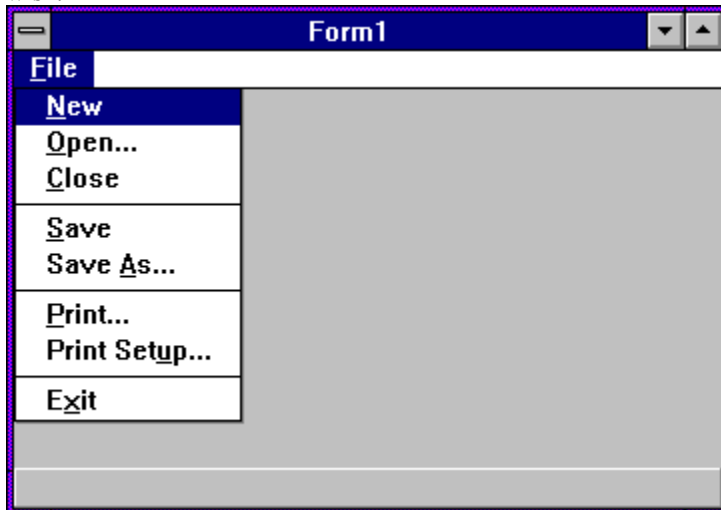 Form1
File
New
Open...
Close
Save
Save As...
Print...
Print Setup...
Exit